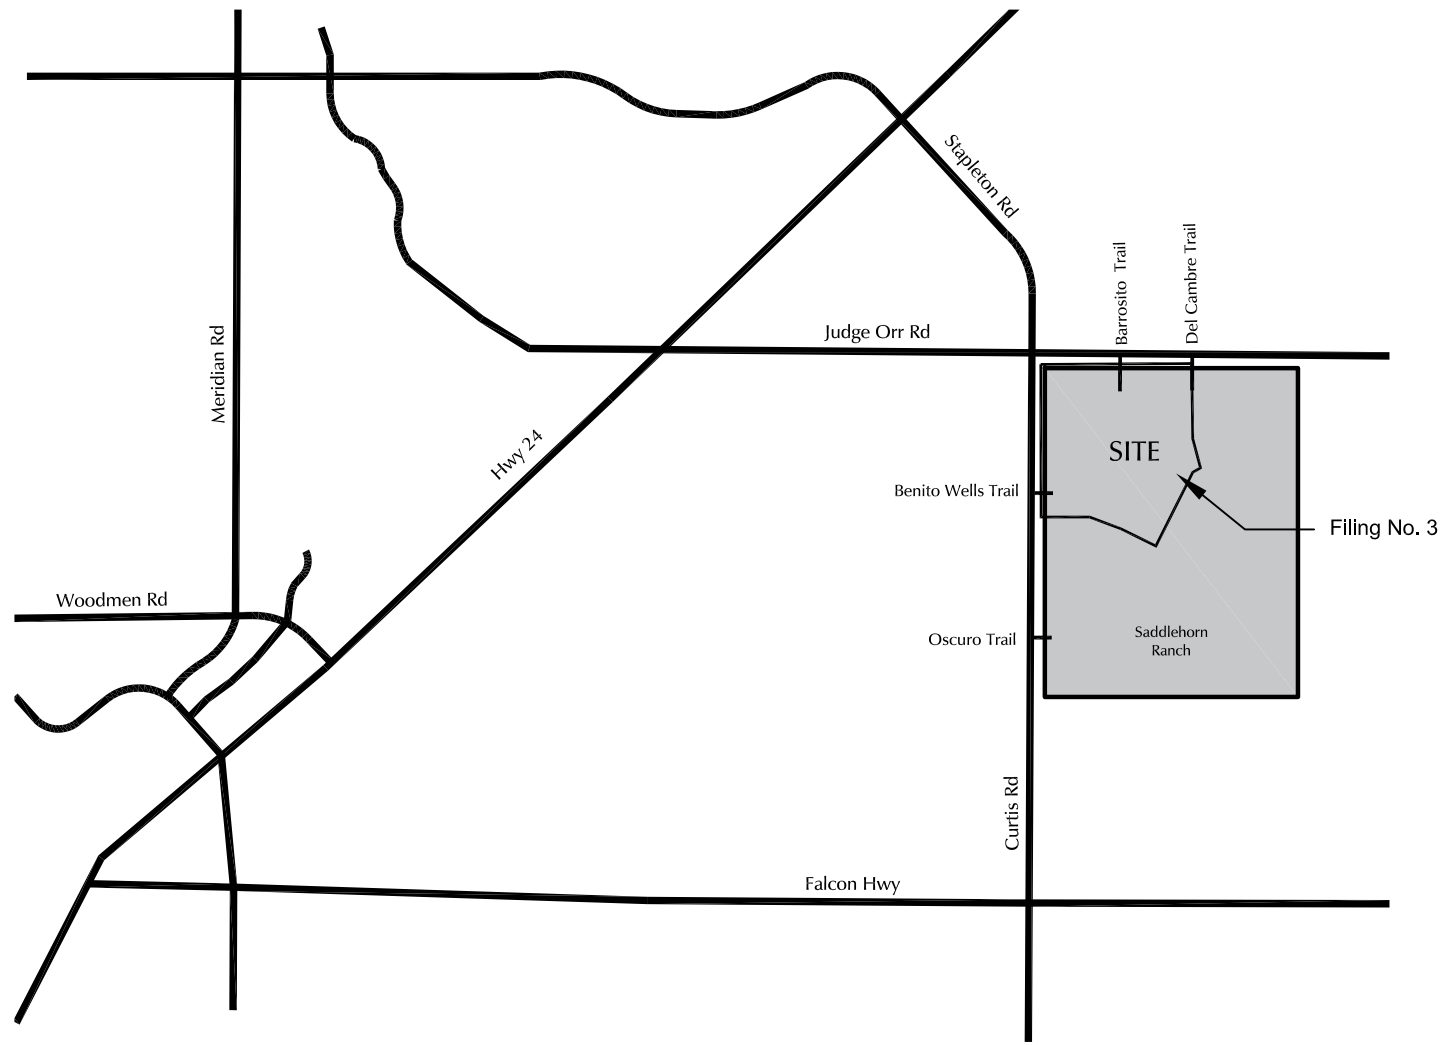 Stapleton Rd
Barrosito Trail
Del Cambre Trail
Judge Orr Rd
Meridian Rd
Hwy 24
SITE
Benito Wells Trail
Filing No. 3
Woodmen Rd
Oscuro Trail
Saddlehorn
Ranch
Curtis Rd
Falcon Hwy